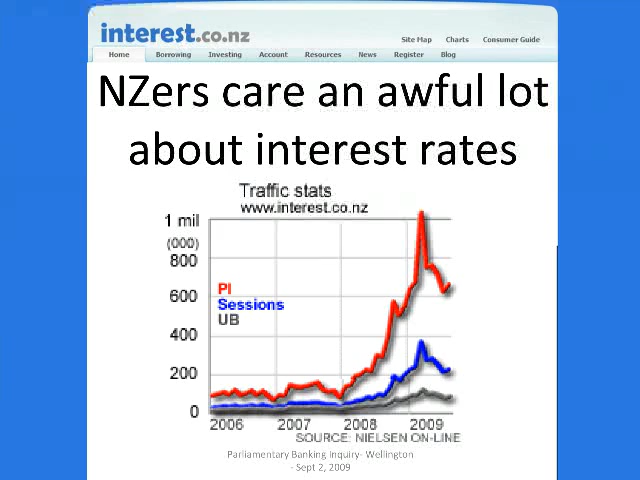 interest.co.nz
Site Map Charts Consumer Guide
Home Borrowing Investing Account Resources News Register Blog
NZers care an awful lot
about interest rates
Traffic stats
www.interest.co.nz
1 mil
(000)
800
600
400
200
0
PI
Sessions
UB
2006 2007 2008 2009
SOURCE: NIELSEN ON-LINE
Parliamentary Banking Inquiry- Wellington
- Sept 2, 2009